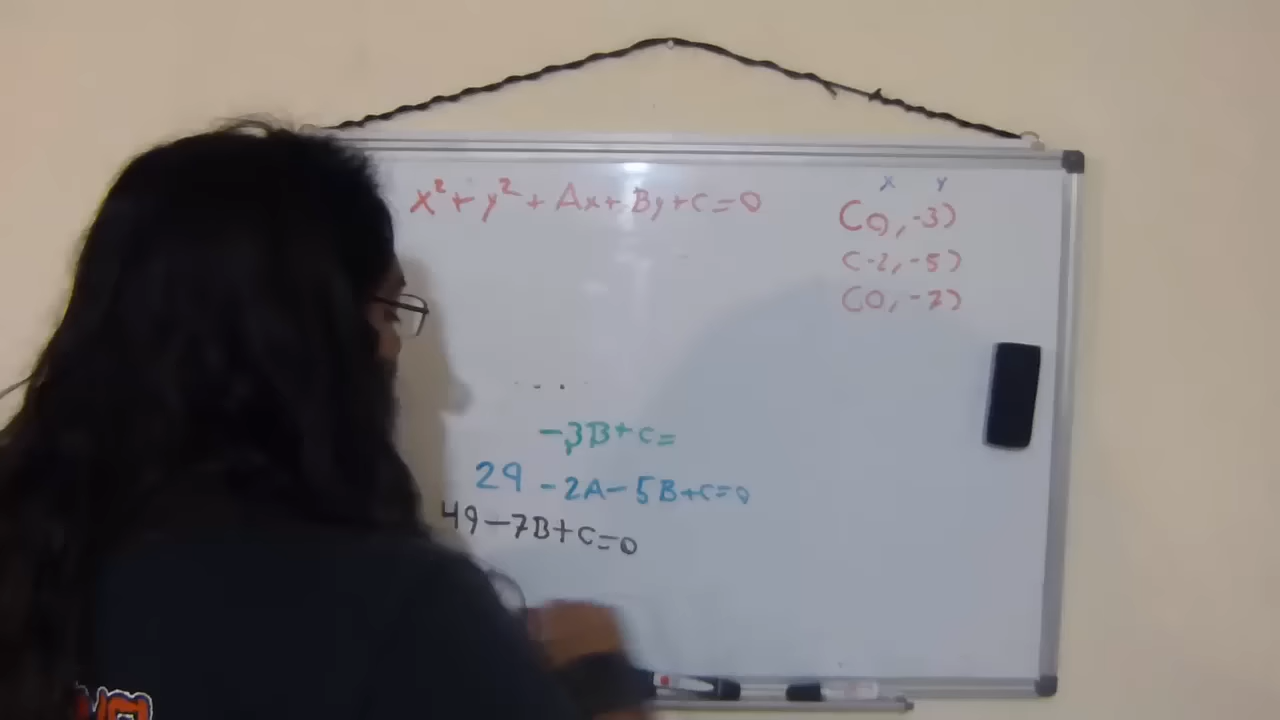 x² + y² + Ax + By + C = 0
x y
(0, -3)
(-2, -5)
(0, -7)
-3B + C =
29 - 2A - 5B + C = 0
49 - 7B + C = 0